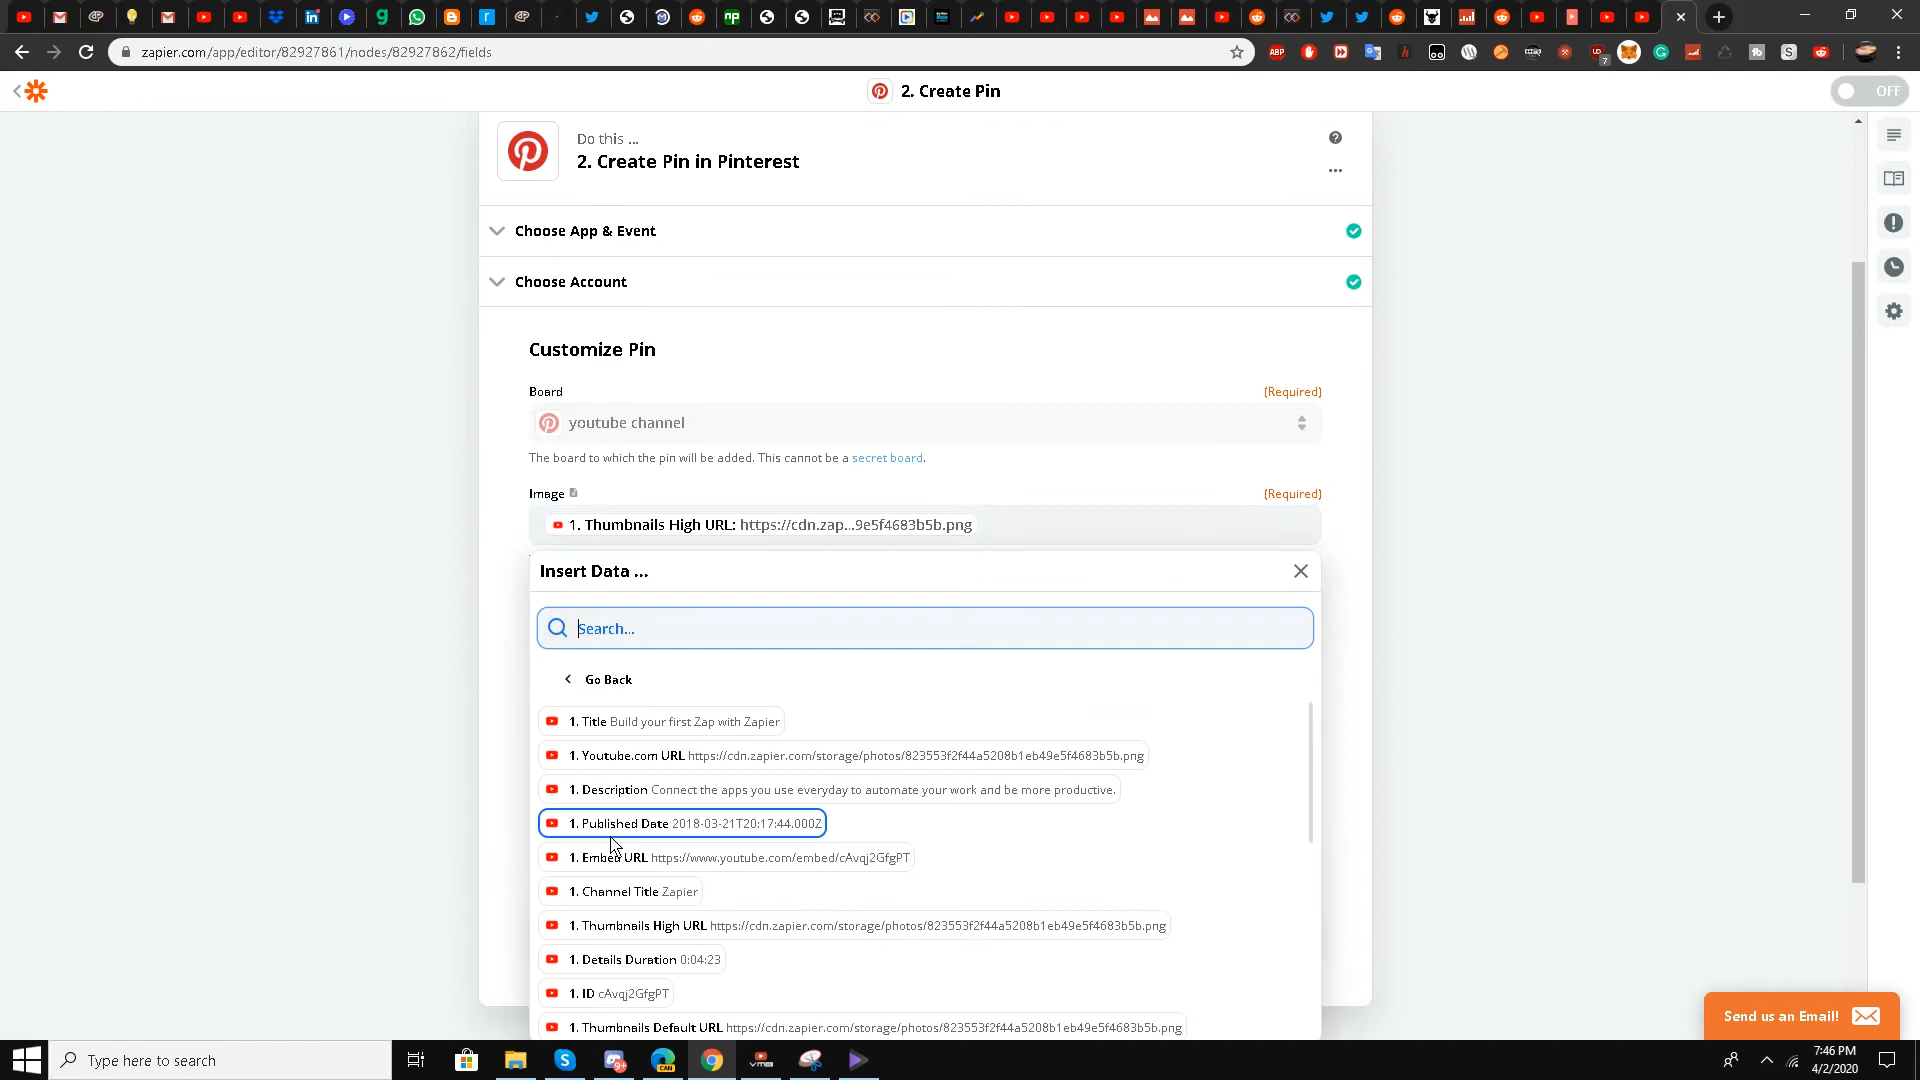 zapier.com/app/editor/82927861/nodes/82927862/fields
2. Create Pin
OFF
Do this ...
2. Create Pin in Pinterest
Choose App & Event
Choose Account
Customize Pin
Board (Required)
youtube channel
The board to which the pin will be added. This cannot be a secret board.
Image (Required)
1. Thumbnails High URL: https://cdn.zap...9e5f4683b5b.png
Insert Data ...
Search...
Go Back
1. Title Build your first Zap with Zapier
1. Youtube.com URL https://cdn.zapier.com/storage/photos/823553f2f44a5208b1eb49e5f4683b5b.png
1. Description Connect the apps you use everyday to automate your work and be more productive.
1. Published Date 2018-03-21T20:17:44.000Z
1. Embed URL https://www.youtube.com/embed/cAvqj2GfgPT
1. Channel Title Zapier
1. Thumbnails High URL https://cdn.zapier.com/storage/photos/823553f2f44a5208b1eb49e5f4683b5b.png
1. Details Duration 0:04:23
1. ID cAvqj2GfgPT
1. Thumbnails Default URL https://cdn.zapier.com/storage/photos/823553f2f44a5208b1eb49e5f4683b5b.png
Send us an Email!
Type here to search
7:46 PM
4/2/2020